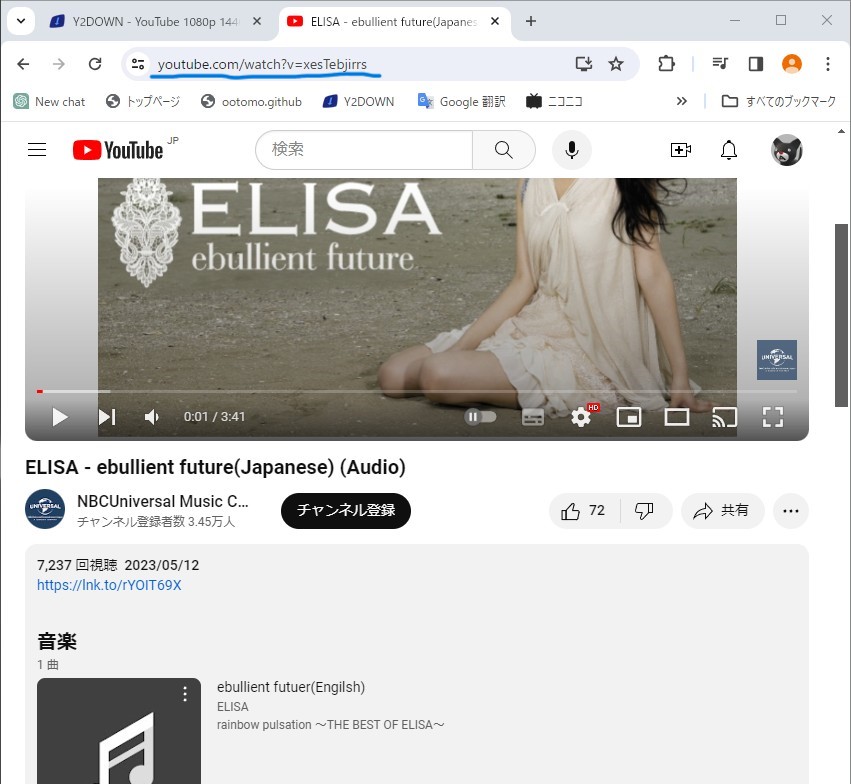 Y2DOWN - YouTube 1080p 144
ELISA - ebullient future(Japanes
youtube.com/watch?v=xesTebjirrs
New chat
トップページ
ootomo.github
Y2DOWN
Google 翻訳
ニコニコ
すべてのブックマーク
YouTube JP
検索
ELISA
ebullient future
UNIVERSAL
0:01 / 3:41
HD
ELISA - ebullient future(Japanese) (Audio)
UNIVERSAL
NBCUniversal Music C...
チャンネル登録者数 3.45万人
チャンネル登録
72
共有
7,237 回視聴 2023/05/12
https://lnk.to/rYOIT69X
音楽
1 曲
ebullient futuer(Engilsh)
ELISA
rainbow pulsation ～THE BEST OF ELISA～